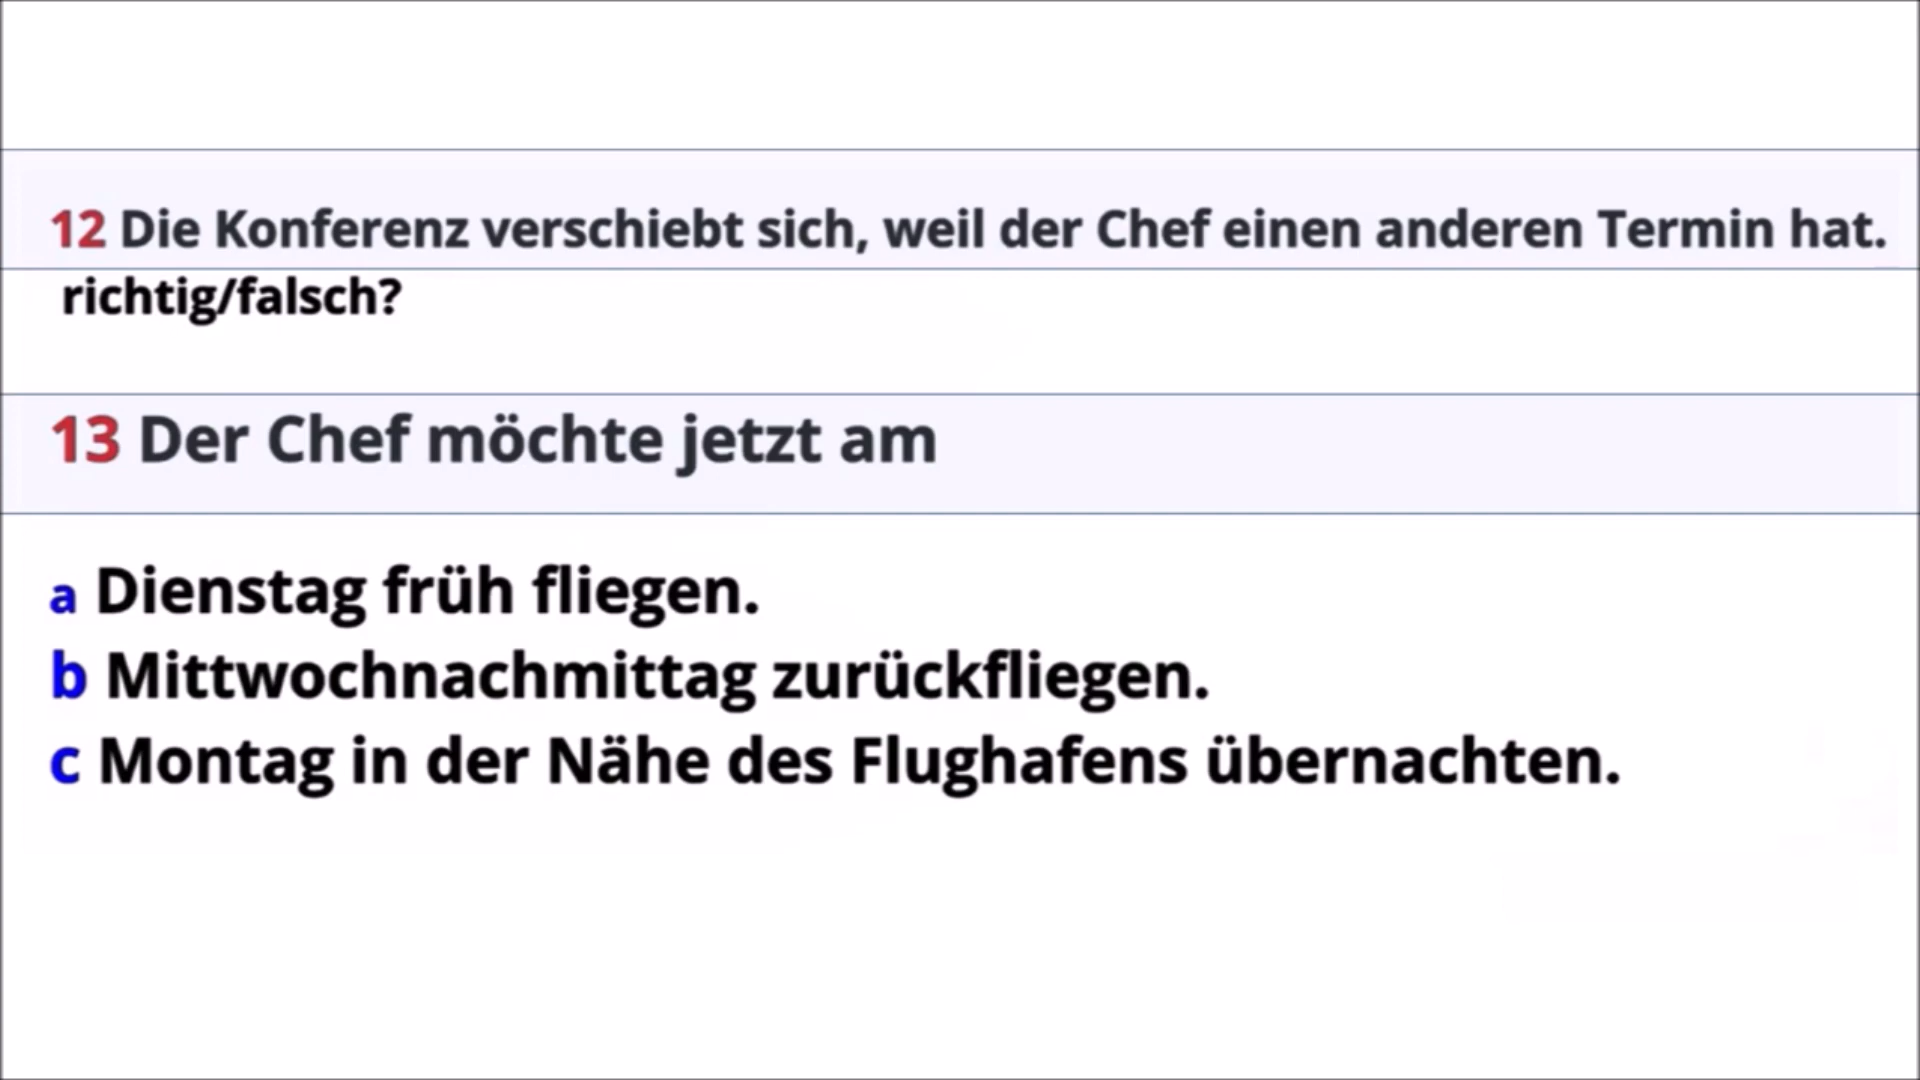 12 Die Konferenz verschiebt sich, weil der Chef einen anderen Termin hat.
richtig/falsch?
13 Der Chef möchte jetzt am
a Dienstag früh fliegen.
b Mittwochnachmittag zurückfliegen.
c Montag in der Nähe des Flughafens übernachten.